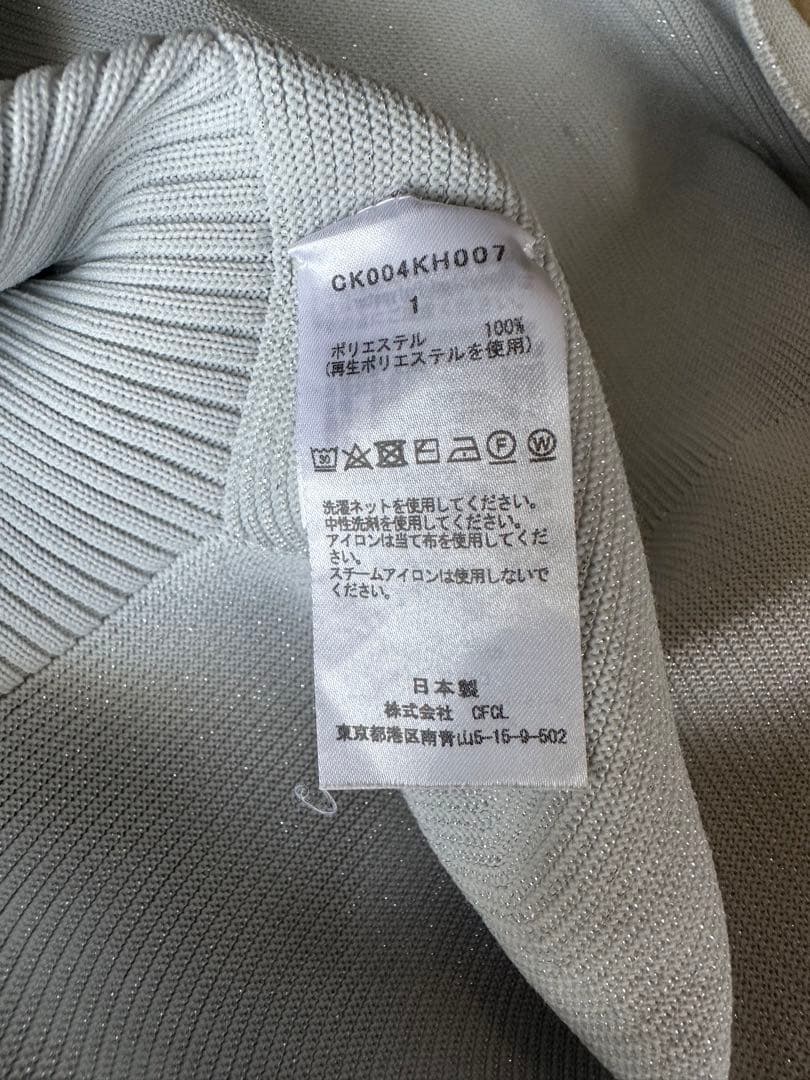 CK004KH007
1
ポリエステル 100%
(再生ポリエステルを使用)
30 F W
洗濯ネットを使用してください。
中性洗剤を使用してください。
アイロンは当て布を使用してくだ
さい。
スチームアイロンは使用しないで
ください。
日本製
株式会社 CFCL
東京都港区南青山5-15-9-502